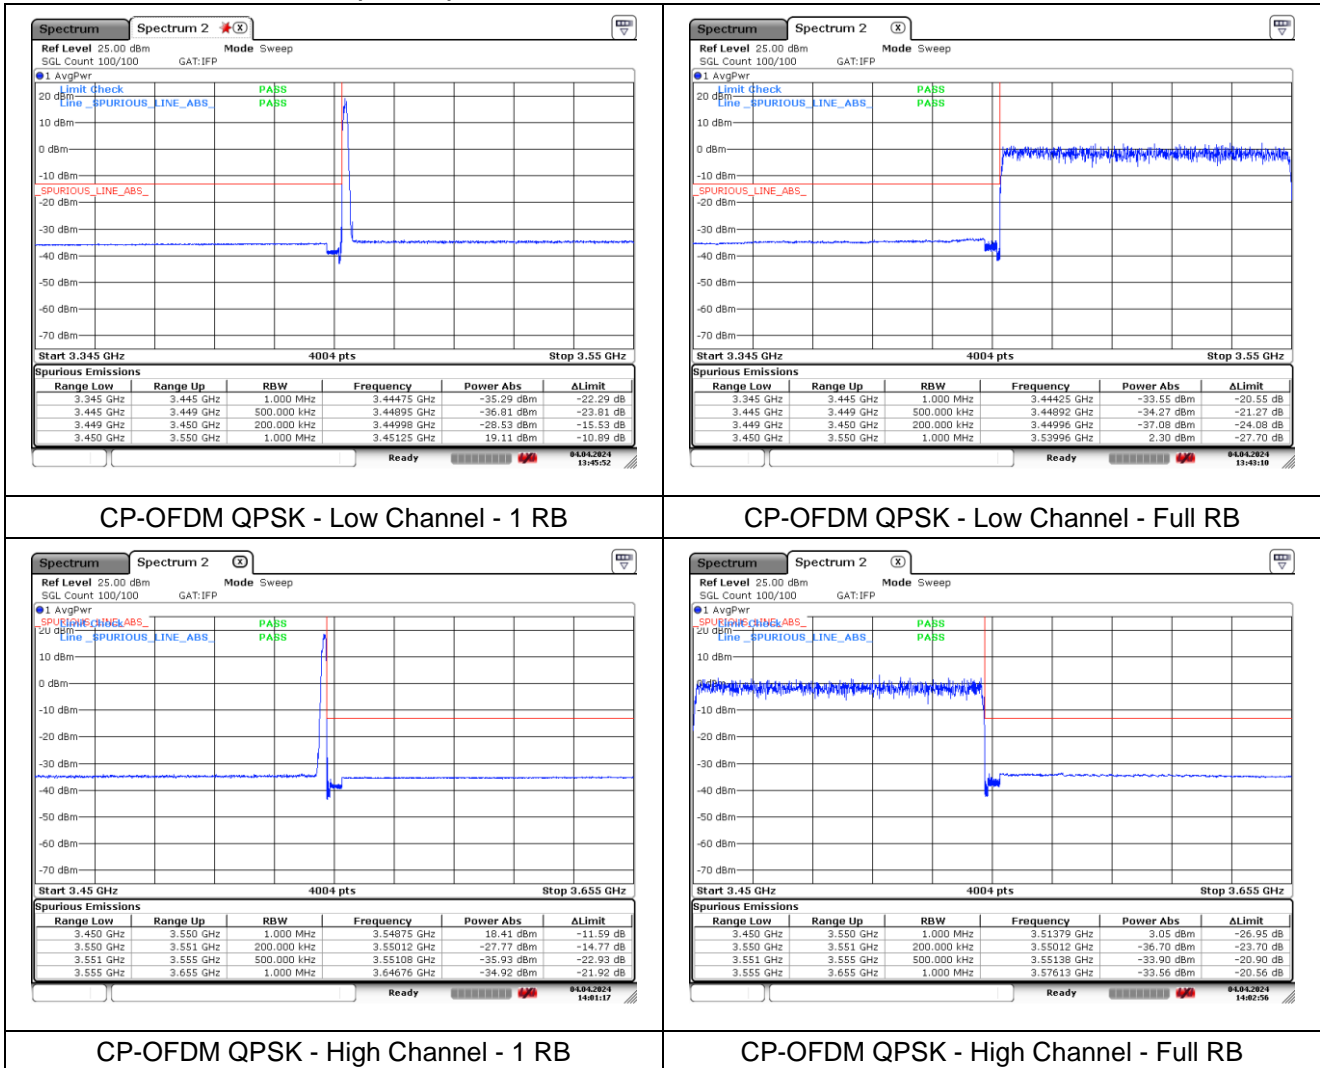 Spectrum Spectrum 2
Ref Level 25.00 dBm Mode Sweep
SGL Count 100/100 GAT:IFP
1 AvgPwr
Limit Check PASS
20 dBm
Line _SPURIOUS_LINE_ABS_ PASS
10 dBm
0 dBm
-10 dBm
_SPURIOUS_LINE_ABS_
-20 dBm
-30 dBm
-40 dBm
-50 dBm
-60 dBm
-70 dBm
Start 3.345 GHz 4004 pts Stop 3.55 GHz
Spurious Emissions
Range Low Range Up RBW Frequency Power Abs ΔLimit
3.345 GHz 3.445 GHz 1.000 MHz 3.44475 GHz -35.29 dBm -22.29 dB
3.445 GHz 3.449 GHz 500.000 kHz 3.44895 GHz -36.81 dBm -23.81 dB
3.449 GHz 3.450 GHz 200.000 kHz 3.44998 GHz -28.53 dBm -15.53 dB
3.450 GHz 3.550 GHz 1.000 MHz 3.45125 GHz 19.11 dBm -10.89 dB
Ready 04.04.2024
13:45:52
CP-OFDM QPSK - Low Channel - 1 RB
Spectrum Spectrum 2
Ref Level 25.00 dBm Mode Sweep
SGL Count 100/100 GAT:IFP
1 AvgPwr
Limit Check PASS
20 dBm
Line _SPURIOUS_LINE_ABS_ PASS
10 dBm
0 dBm
-10 dBm
_SPURIOUS_LINE_ABS_
-20 dBm
-30 dBm
-40 dBm
-50 dBm
-60 dBm
-70 dBm
Start 3.345 GHz 4004 pts Stop 3.55 GHz
Spurious Emissions
Range Low Range Up RBW Frequency Power Abs ΔLimit
3.345 GHz 3.445 GHz 1.000 MHz 3.44425 GHz -33.55 dBm -20.55 dB
3.445 GHz 3.449 GHz 500.000 kHz 3.44892 GHz -34.27 dBm -21.27 dB
3.449 GHz 3.450 GHz 200.000 kHz 3.44996 GHz -37.08 dBm -24.08 dB
3.450 GHz 3.550 GHz 1.000 MHz 3.53996 GHz 2.30 dBm -27.70 dB
Ready 04.04.2024
13:43:10
CP-OFDM QPSK - Low Channel - Full RB
Spectrum Spectrum 2
Ref Level 25.00 dBm Mode Sweep
SGL Count 100/100 GAT:IFP
1 AvgPwr
_SPURIOUS_LINE_ABS_
Limit Check PASS
20 dBm
Line _SPURIOUS_LINE_ABS_ PASS
10 dBm
0 dBm
-10 dBm
-20 dBm
-30 dBm
-40 dBm
-50 dBm
-60 dBm
-70 dBm
Start 3.45 GHz 4004 pts Stop 3.655 GHz
Spurious Emissions
Range Low Range Up RBW Frequency Power Abs ΔLimit
3.450 GHz 3.550 GHz 1.000 MHz 3.54875 GHz 18.41 dBm -11.59 dB
3.550 GHz 3.551 GHz 200.000 kHz 3.55012 GHz -27.77 dBm -14.77 dB
3.551 GHz 3.555 GHz 500.000 kHz 3.55108 GHz -35.93 dBm -22.93 dB
3.555 GHz 3.655 GHz 1.000 MHz 3.64676 GHz -34.92 dBm -21.92 dB
Ready 04.04.2024
14:01:17
CP-OFDM QPSK - High Channel - 1 RB
Spectrum Spectrum 2
Ref Level 25.00 dBm Mode Sweep
SGL Count 100/100 GAT:IFP
1 AvgPwr
_SPURIOUS_LINE_ABS_
Limit Check PASS
20 dBm
Line _SPURIOUS_LINE_ABS_ PASS
10 dBm
0 dBm
-10 dBm
-20 dBm
-30 dBm
-40 dBm
-50 dBm
-60 dBm
-70 dBm
Start 3.45 GHz 4004 pts Stop 3.655 GHz
Spurious Emissions
Range Low Range Up RBW Frequency Power Abs ΔLimit
3.450 GHz 3.550 GHz 1.000 MHz 3.51379 GHz 3.05 dBm -26.95 dB
3.550 GHz 3.551 GHz 200.000 kHz 3.55012 GHz -36.70 dBm -23.70 dB
3.551 GHz 3.555 GHz 500.000 kHz 3.55138 GHz -33.90 dBm -20.90 dB
3.555 GHz 3.655 GHz 1.000 MHz 3.57613 GHz -33.56 dBm -20.56 dB
Ready 04.04.2024
14:02:56
CP-OFDM QPSK - High Channel - Full RB